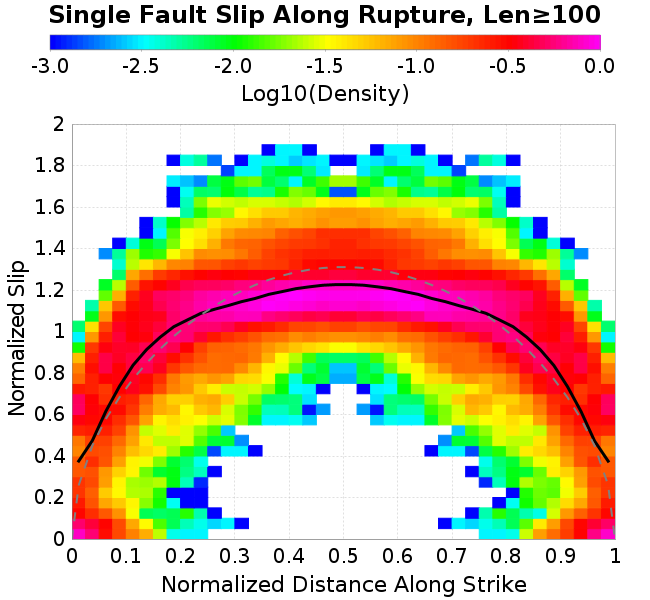 Single Fault Slip Along Rupture, Len≥100
-3.0 -2.5 -2.0 -1.5 -1.0 -0.5 0.0
Log10(Density)
2
1.8
1.6
1.4
1.2
1
0.8
0.6
0.4
0.2
0
Normalized Slip
0 0.1 0.2 0.3 0.4 0.5 0.6 0.7 0.8 0.9 1
Normalized Distance Along Strike